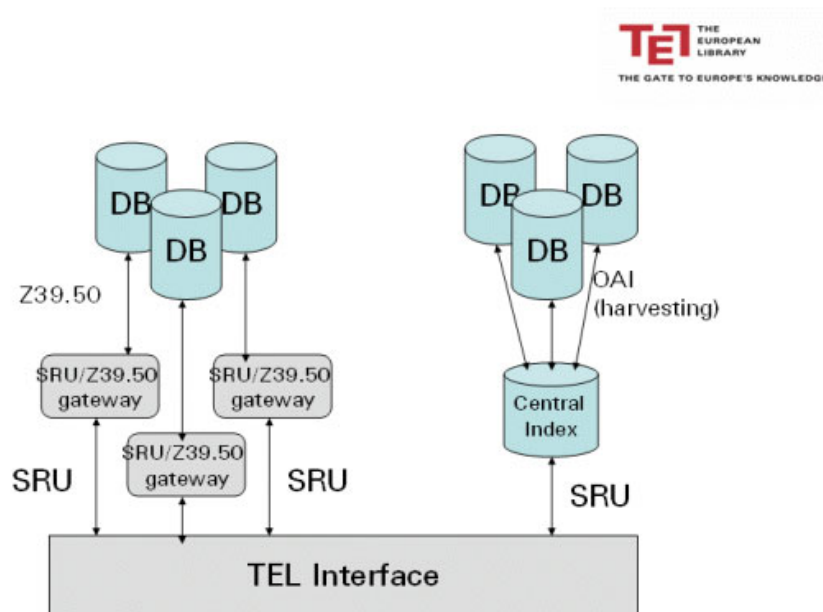 TEL THE
EUROPEAN
LIBRARY
THE GATE TO EUROPE'S KNOWLEDGE
DB
DB
DB
DB
DB
DB
Z39.50
OAI
(harvesting)
SRU/Z39.50
gateway
SRU/Z39.50
gateway
SRU/Z39.50
gateway
Central
Index
SRU
SRU
SRU
TEL Interface